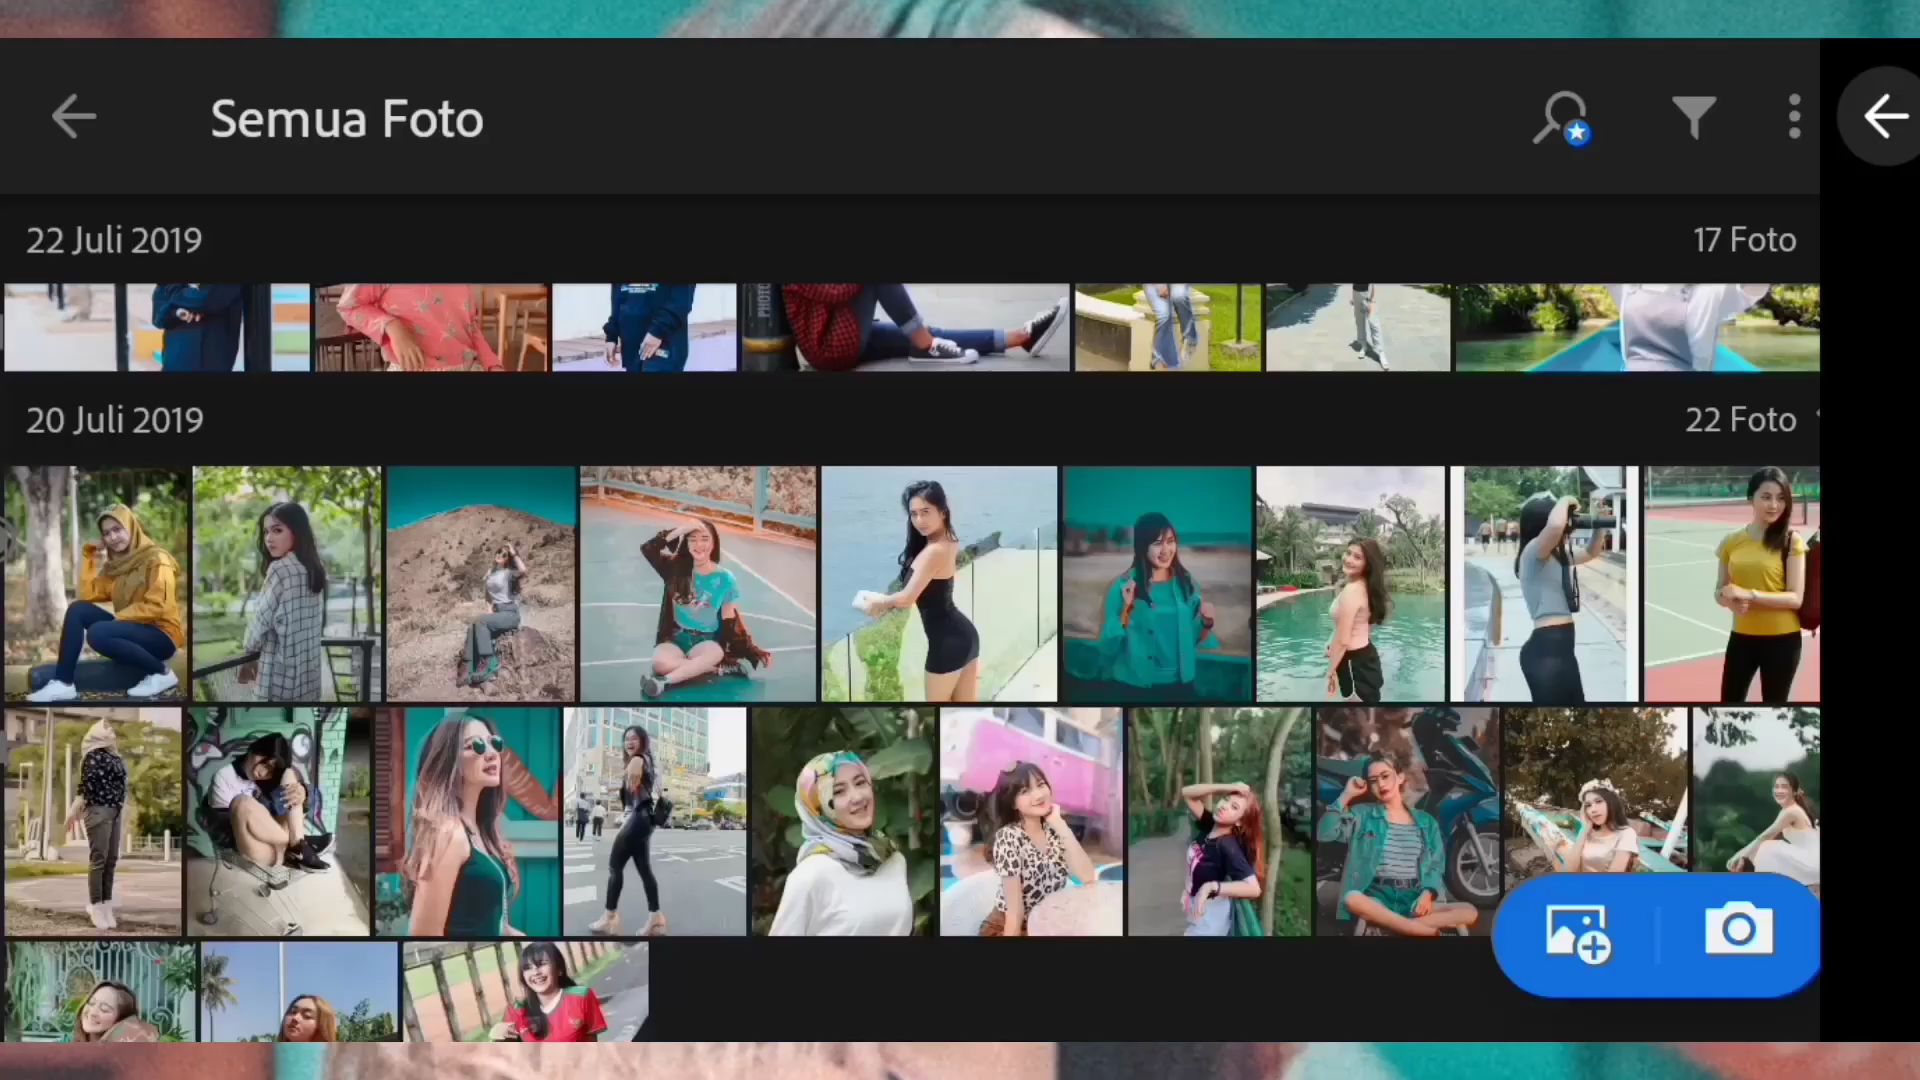 Semua Foto
22 Juli 2019
17 Foto
20 Juli 2019
22 Foto